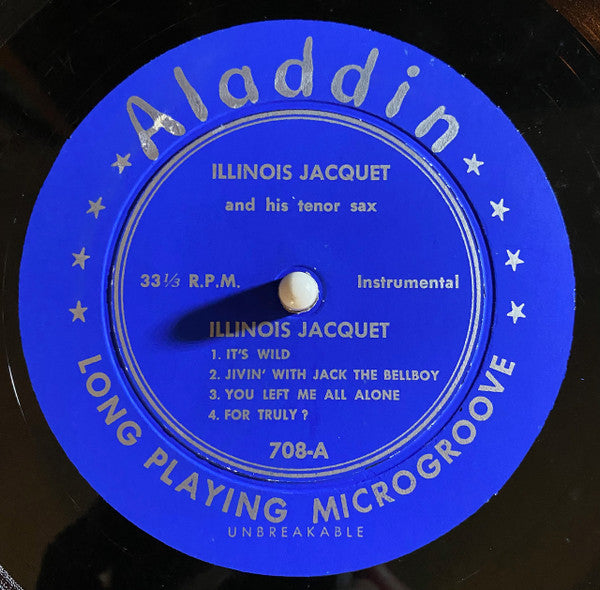 Aladdin
ILLINOIS JACQUET
and his tenor sax
33⅓ R.P.M. Instrumental
ILLINOIS JACQUET
1. IT'S WILD
2. JIVIN' WITH JACK THE BELLBOY
3. YOU LEFT ME ALL ALONE
4. FOR TRULY?
708-A
LONG PLAYING MICROGROOVE
UNBREAKABLE